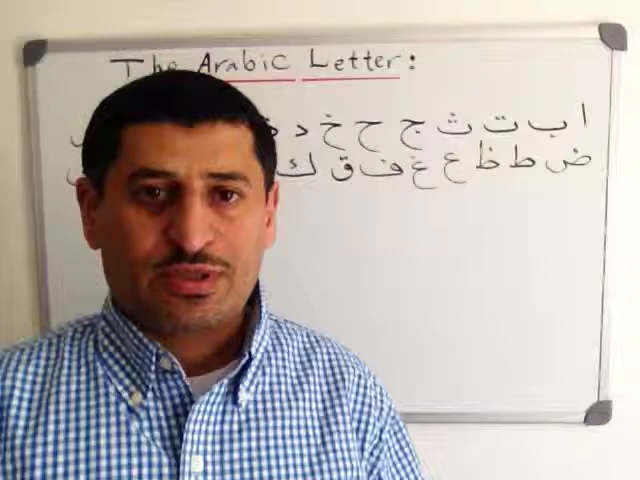 The Arabic Letter:
ا ب ت ث ج ح خ د
ض ط ظ ع غ ف ق ك